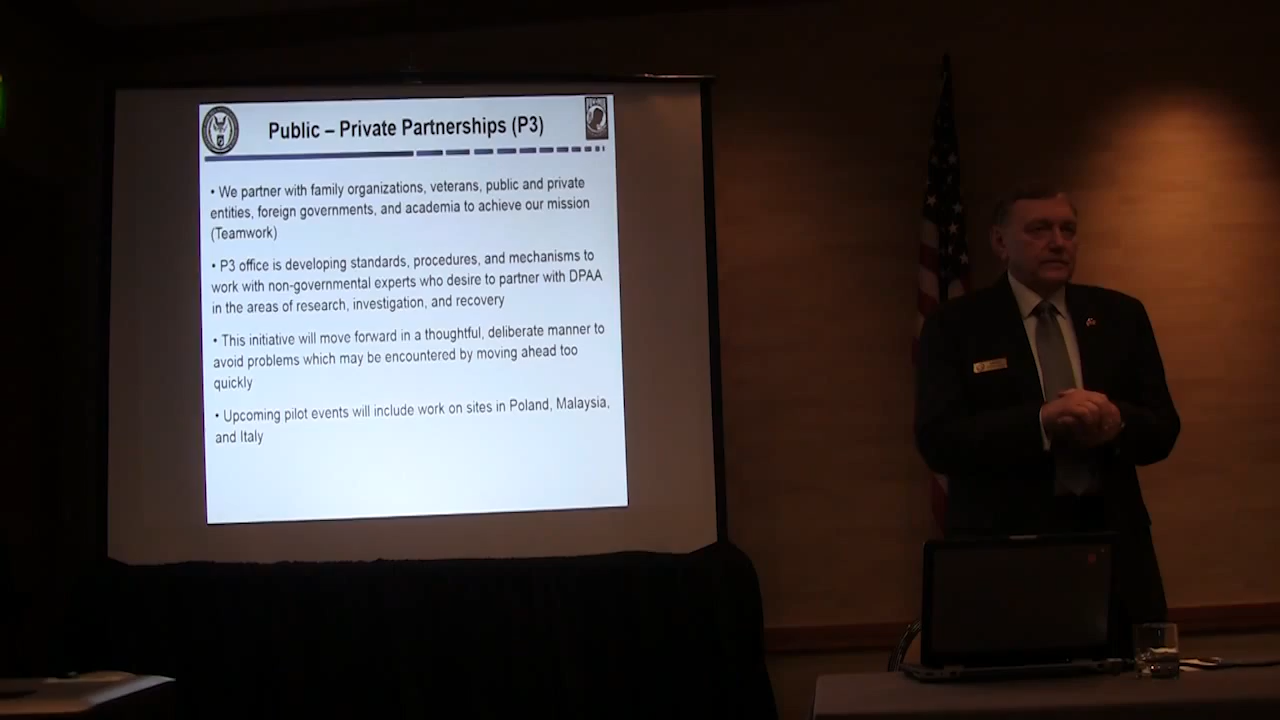 Public – Private Partnerships (P3)
• We partner with family organizations, veterans, public and private
entities, foreign governments, and academia to achieve our mission
(Teamwork)
• P3 office is developing standards, procedures, and mechanisms to
work with non-governmental experts who desire to partner with DPAA
in the areas of research, investigation, and recovery
• This initiative will move forward in a thoughtful, deliberate manner to
avoid problems which may be encountered by moving ahead too
quickly
• Upcoming pilot events will include work on sites in Poland, Malaysia,
and Italy